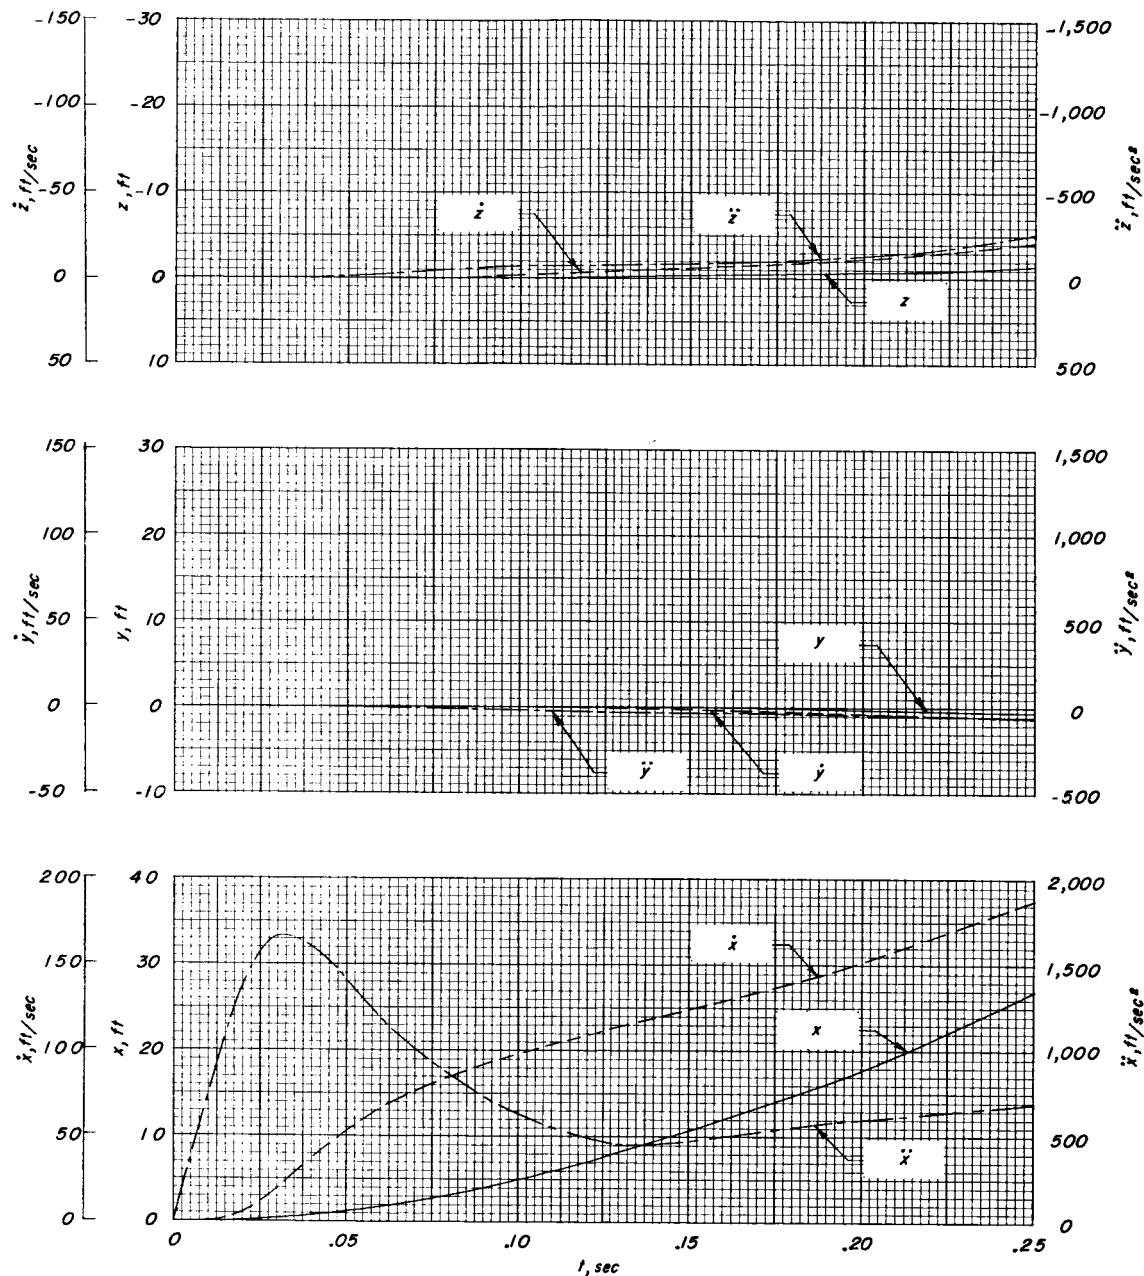 -150 -30 -1,500
-100 -20 -1,000
ż, ft/sec z, ft z̈, ft/sec²
-50 -10 -500
ż z̈
0 0 0
z
50 10 500
150 30 1,500
100 20 1,000
ẏ, ft/sec y, ft ÿ, ft/sec²
50 10 500
y
0 0 0
ÿ ẏ
-50 -10 -500
200 40 2,000
ẋ
150 30 1,500
x
ẋ, ft/sec x, ft ẍ, ft/sec²
100 20 1,000
50 10 500
ẍ
0 0 0
0 .05 .10 .15 .20 .25
t, sec